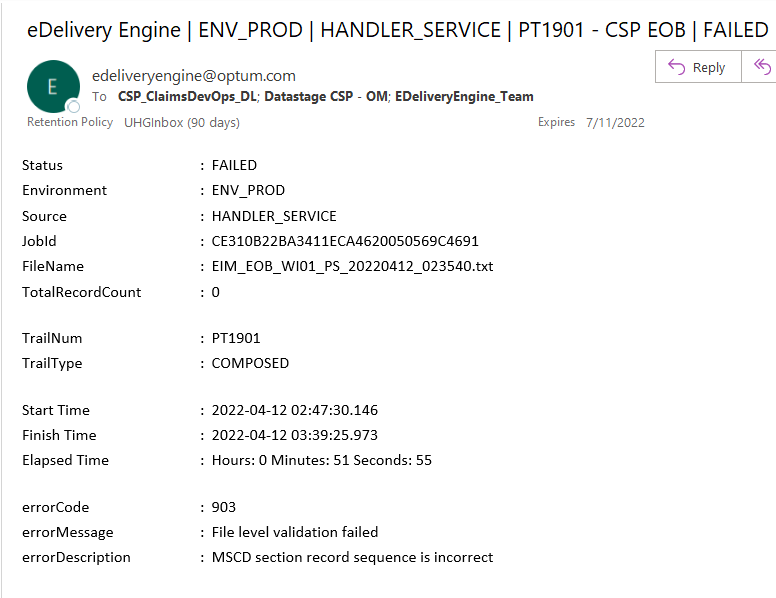 eDelivery Engine | ENV_PROD | HANDLER_SERVICE | PT1901 - CSP EOB | FAILED
E
edeliveryengine@optum.com
Reply
To CSP_ClaimsDevOps_DL; Datastage CSP - OM; EDeliveryEngine_Team
Retention Policy UHGInbox (90 days) Expires 7/11/2022
Status : FAILED
Environment : ENV_PROD
Source : HANDLER_SERVICE
JobId : CE310B22BA3411ECA4620050569C4691
FileName : EIM_EOB_WI01_PS_20220412_023540.txt
TotalRecordCount : 0
TrailNum : PT1901
TrailType : COMPOSED
Start Time : 2022-04-12 02:47:30.146
Finish Time : 2022-04-12 03:39:25.973
Elapsed Time : Hours: 0 Minutes: 51 Seconds: 55
errorCode : 903
errorMessage : File level validation failed
errorDescription : MSCD section record sequence is incorrect